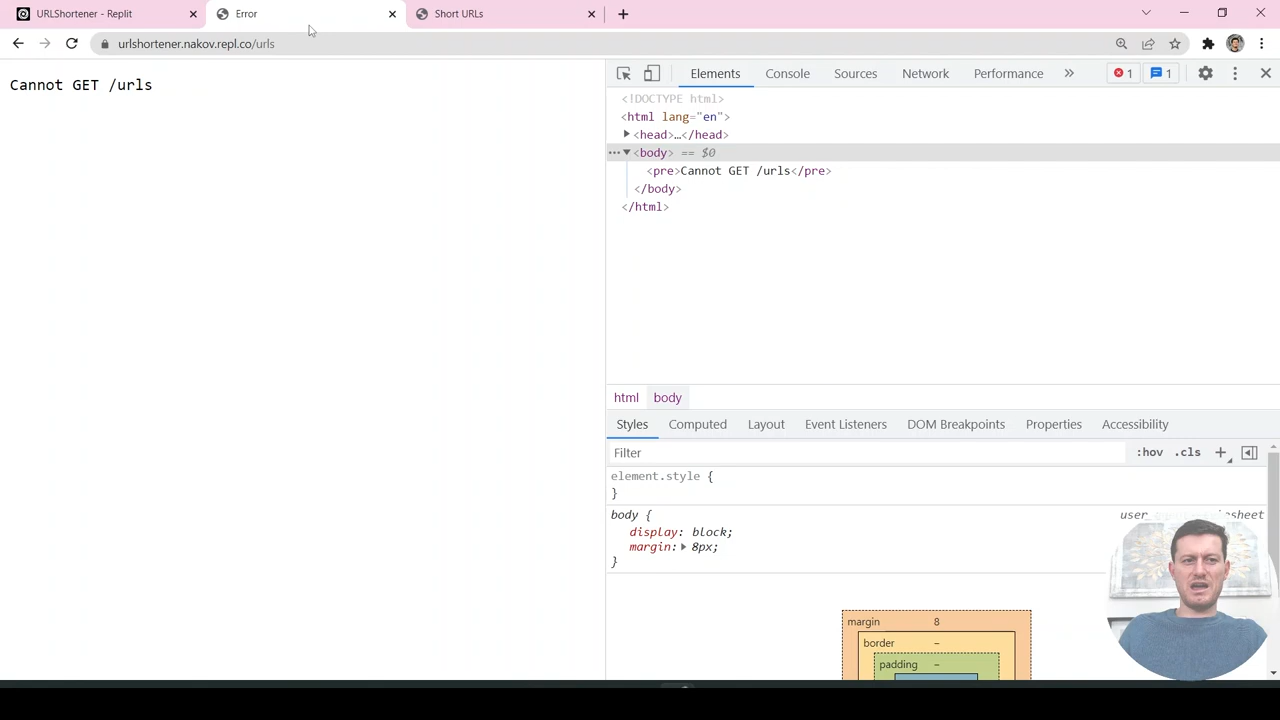 URLShortener - Replit
Error
Short URLs
urlshortener.nakov.repl.co/urls
Cannot GET /urls
Elements
Console
Sources
Network
Performance
1
1
<!DOCTYPE html>
<html lang="en">
<head>…</head>
<body> == $0
<pre>Cannot GET /urls</pre>
</body>
</html>
html
body
Styles
Computed
Layout
Event Listeners
DOM Breakpoints
Properties
Accessibility
Filter
:hov
.cls
element.style {
}
body {
user
display: block;
margin: 8px;
}
margin
8
border
–
padding
–